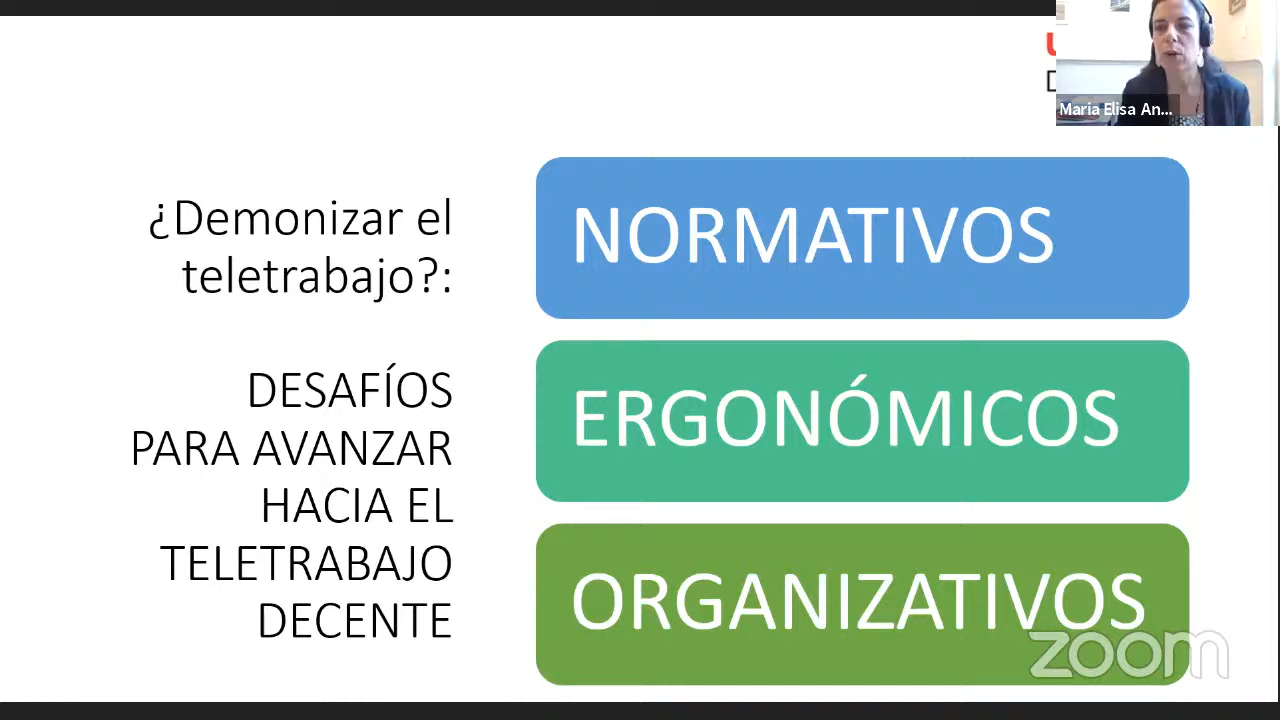 Maria Elisa An...
¿Demonizar el
teletrabajo?:
DESAFÍOS
PARA AVANZAR
HACIA EL
TELETRABAJO
DECENTE
NORMATIVOS
ERGONÓMICOS
ORGANIZATIVOS
zoom